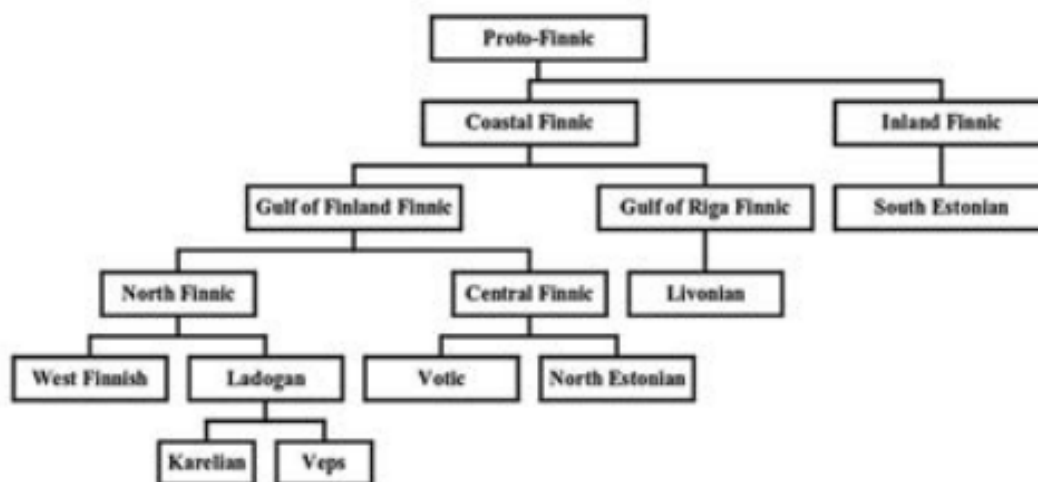 Proto-Finnic
Coastal Finnic
Inland Finnic
Gulf of Finland Finnic
Gulf of Riga Finnic
South Estonian
North Finnic
Central Finnic
Livonian
West Finnish
Ladogan
Votic
North Estonian
Karelian
Veps